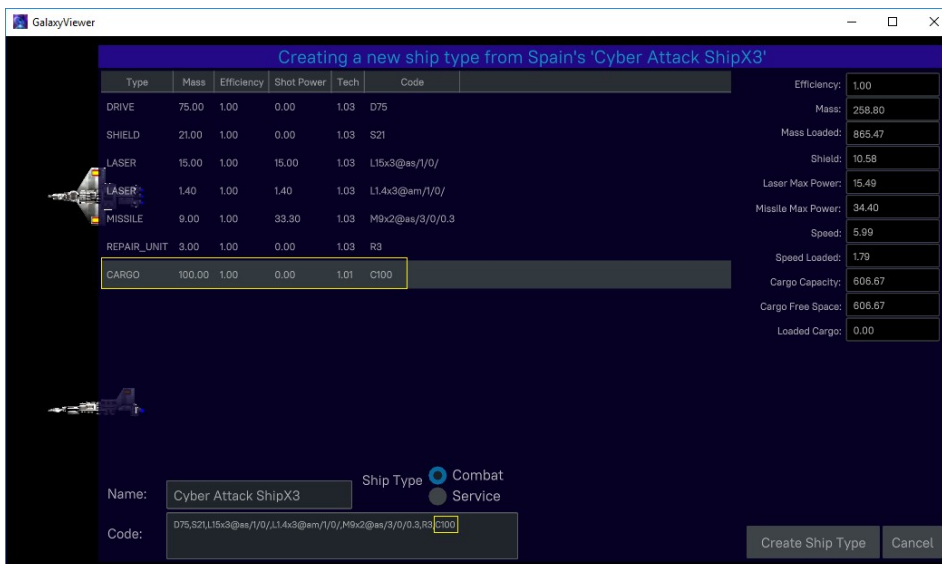 GalaxyViewer
Creating a new ship type from Spain's 'Cyber Attack ShipX3'
Type Mass Efficiency Shot Power Tech Code
DRIVE 75.00 1.00 0.00 1.03 D75
SHIELD 21.00 1.00 0.00 1.03 S21
LASER 15.00 1.00 15.00 1.03 L15x3@as/1/0/
LASER 1.40 1.00 1.40 1.03 L1.4x3@am/1/0/
MISSILE 9.00 1.00 33.30 1.03 M9x2@as/3/0/0.3
REPAIR_UNIT 3.00 1.00 0.00 1.03 R3
CARGO 100.00 1.00 0.00 1.01 C100
Efficiency: 1.00
Mass: 258.80
Mass Loaded: 865.47
Shield: 10.58
Laser Max Power: 15.49
Missile Max Power: 34.40
Speed: 5.99
Speed Loaded: 1.79
Cargo Capacity: 606.67
Cargo Free Space: 606.67
Loaded Cargo: 0.00
Name: Cyber Attack ShipX3
Ship Type Combat
Service
Code: D75,S21,L15x3@as/1/0/,L1.4x3@am/1/0/,M9x2@as/3/0/0.3,R3,C100
Create Ship Type Cancel